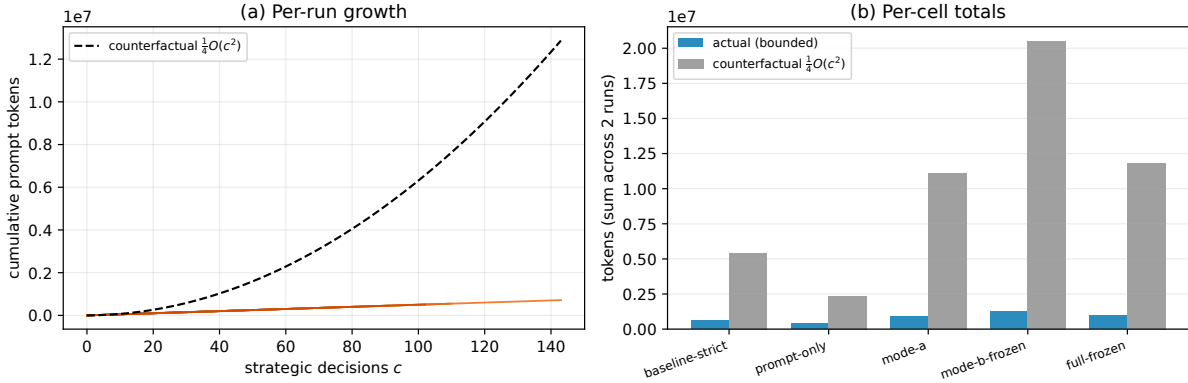 (a) Per-run growth
1e7
counterfactual ¼O(c²)
1.2
1.0
0.8
0.6
0.4
0.2
0.0
cumulative prompt tokens
0 20 40 60 80 100 120 140
strategic decisions c
(b) Per-cell totals
1e7
actual (bounded)
counterfactual ¼O(c²)
2.00
1.75
1.50
1.25
1.00
0.75
0.50
0.25
0.00
tokens (sum across 2 runs)
baseline-strict
prompt-only
mode-a
mode-b-frozen
full-frozen